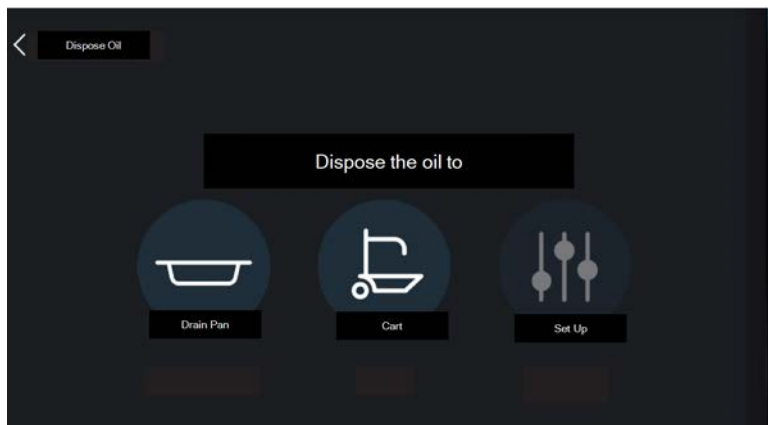 Dispose Oil
Dispose the oil to
Drain Pan
Cart
Set Up